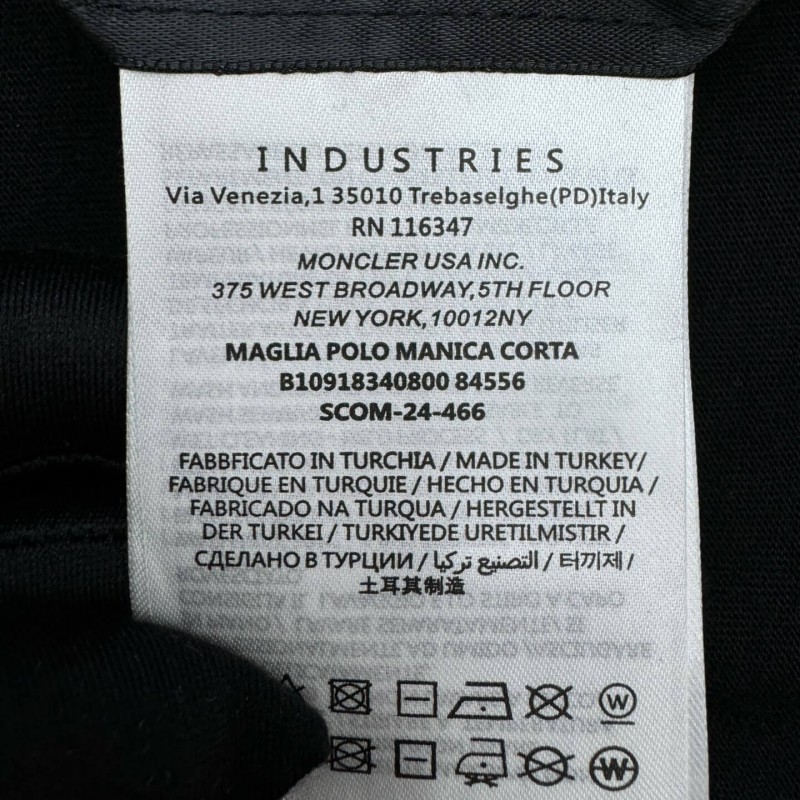 INDUSTRIES
Via Venezia,1 35010 Trebaselghe(PD)Italy
RN 116347
MONCLER USA INC.
375 WEST BROADWAY,5TH FLOOR
NEW YORK,10012NY
MAGLIA POLO MANICA CORTA
B10918340800 84556
SCOM-24-466
FABBFICATO IN TURCHIA / MADE IN TURKEY/
FABRIQUE EN TURQUIE / HECHO EN TURQUIA /
FABRICADO NA TURQUA / HERGESTELLT IN
DER TURKEI / TURKIYEDE URETILMISTIR /
СДЕЛАНО В ТУРЦИИ / التصنيع تركيا / 터끼제/
土耳其制造
W
W